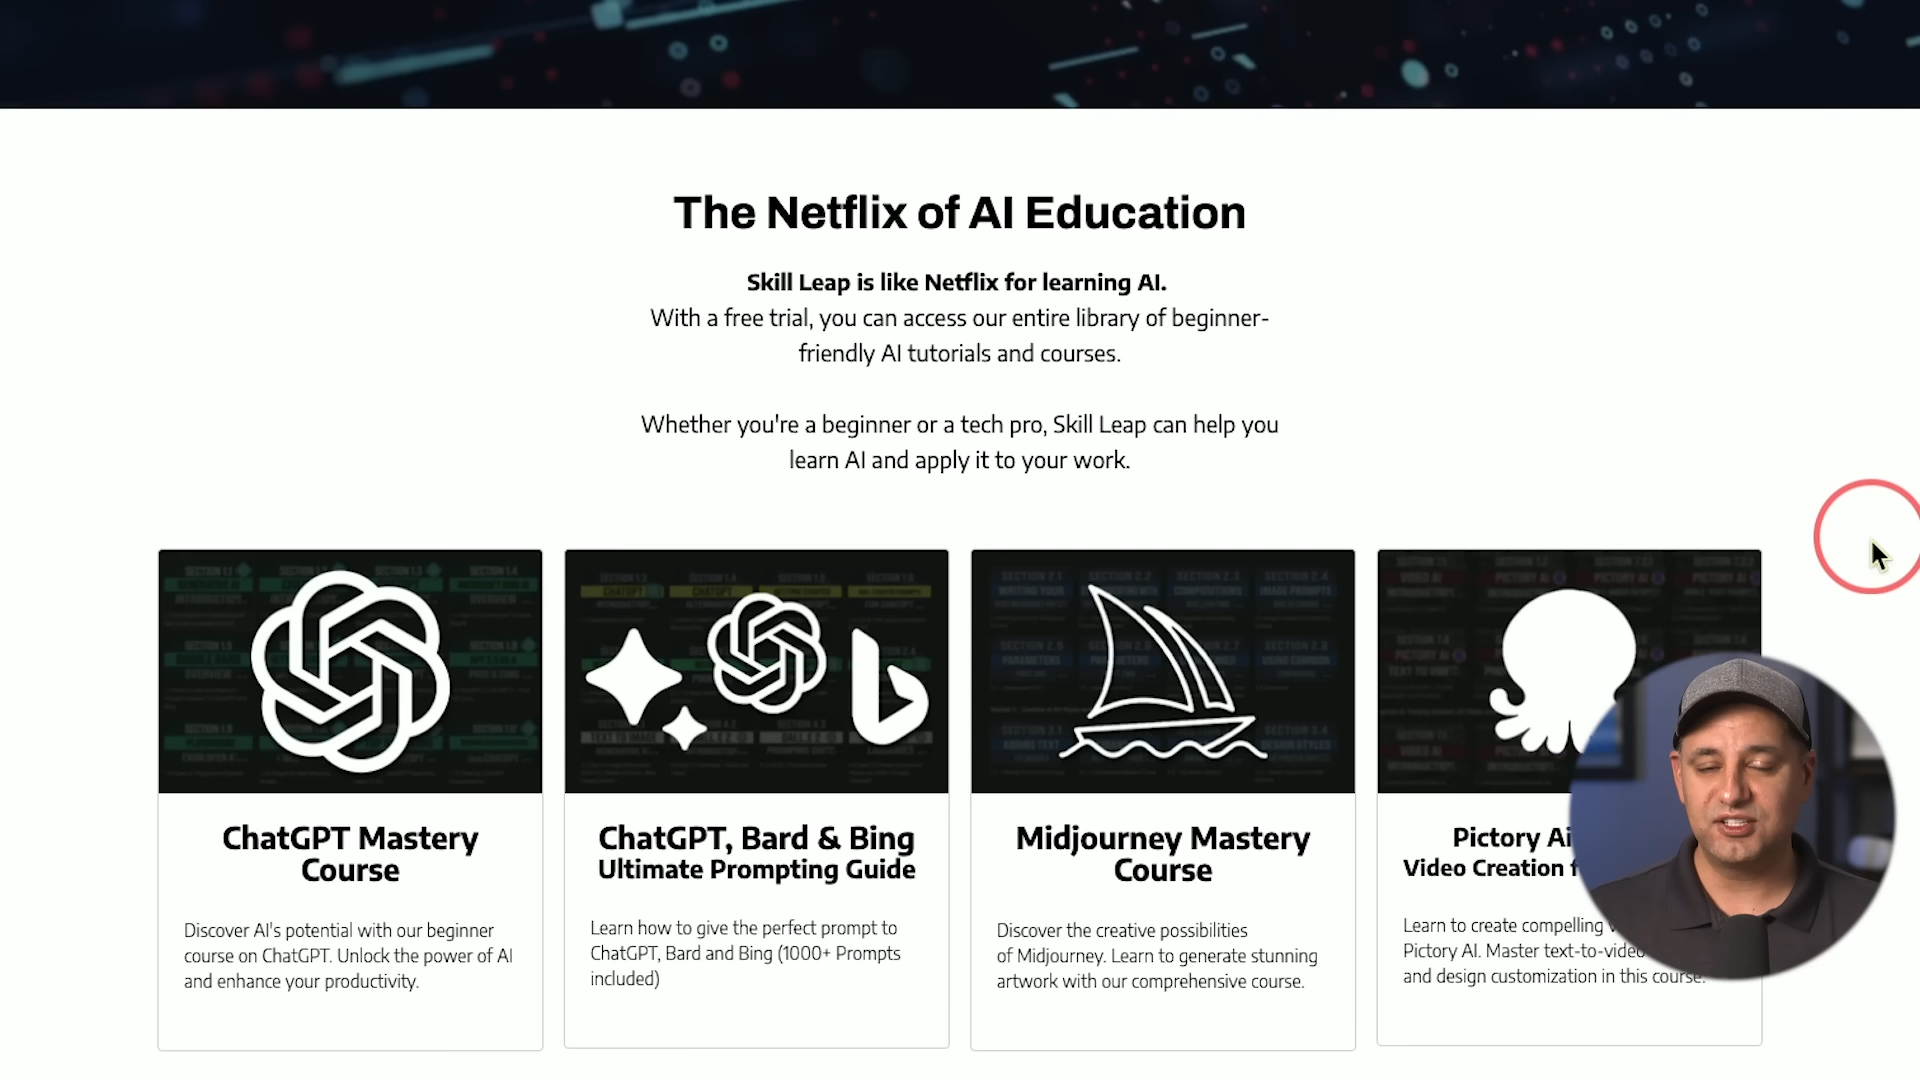 The Netflix of AI Education
Skill Leap is like Netflix for learning AI.
With a free trial, you can access our entire library of beginner-
friendly AI tutorials and courses.
Whether you're a beginner or a tech pro, Skill Leap can help you
learn AI and apply it to your work.
ChatGPT Mastery
Course
Discover AI's potential with our beginner
course on ChatGPT. Unlock the power of AI
and enhance your productivity.
ChatGPT, Bard & Bing
Ultimate Prompting Guide
Learn how to give the perfect prompt to
ChatGPT, Bard and Bing (1000+ Prompts
included)
Midjourney Mastery
Course
Discover the creative possibilities
of Midjourney. Learn to generate stunning
artwork with our comprehensive course.
Pictory Ai
Video Creation
Learn to create compelling
Pictory AI. Master text-to-video
and design customization in this course.